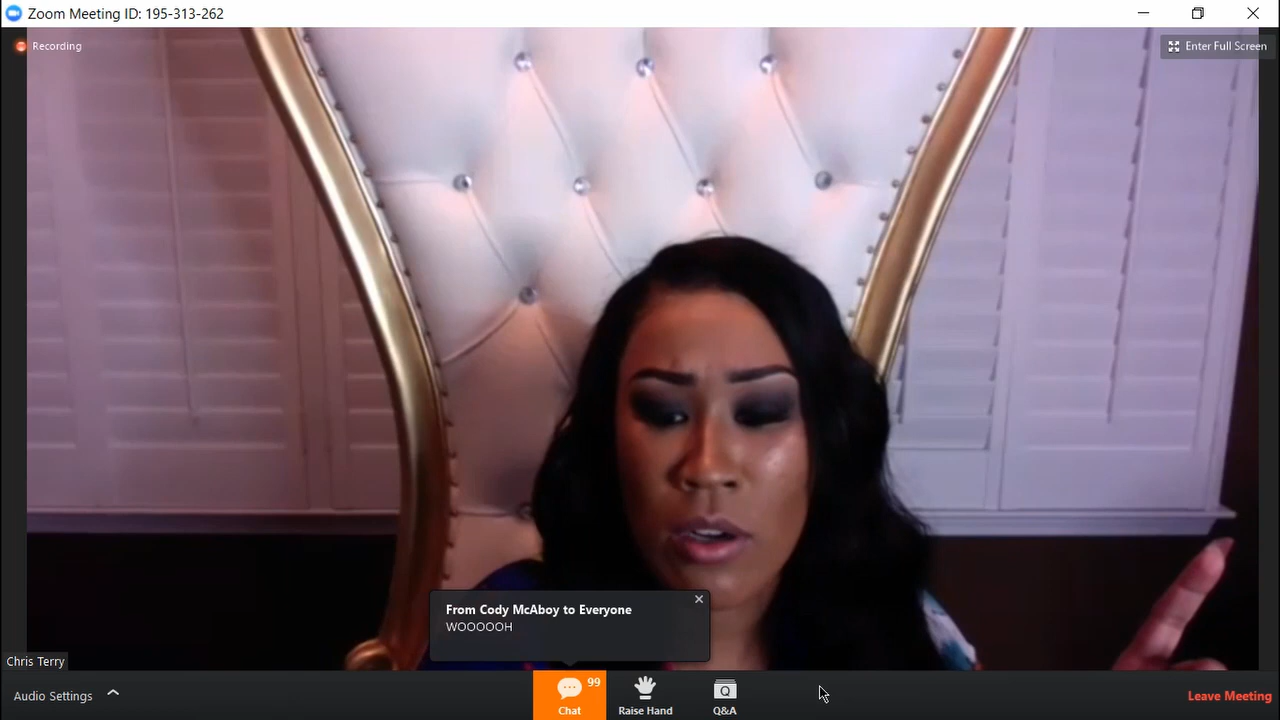 Zoom Meeting ID: 195-313-262
Recording
Enter Full Screen
From Cody McAboy to Everyone
WOOOOOH
Chris Terry
Audio Settings
99
Chat
Raise Hand
Q
Q&A
Leave Meeting